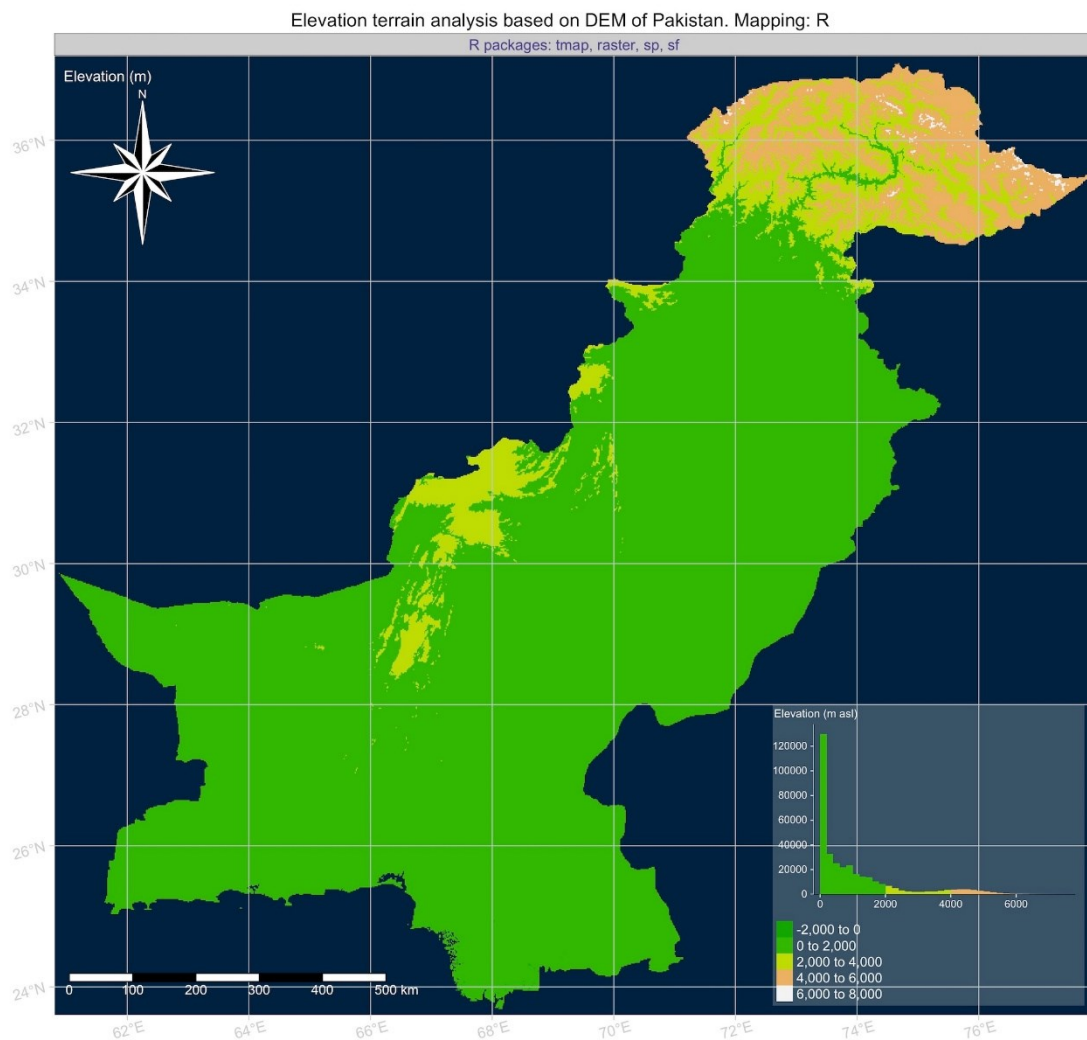 Elevation terrain analysis based on DEM of Pakistan. Mapping: R
R packages: tmap, raster, sp, sf
Elevation (m)
N
36°N
34°N
32°N
30°N
28°N
26°N
24°N
Elevation (m asl)
120000
100000
80000
60000
40000
20000
0
0 2000 4000 6000
-2,000 to 0
0 to 2,000
2,000 to 4,000
4,000 to 6,000
6,000 to 8,000
0 100 200 300 400 500 km
62°E 64°E 66°E 68°E 70°E 72°E 74°E 76°E